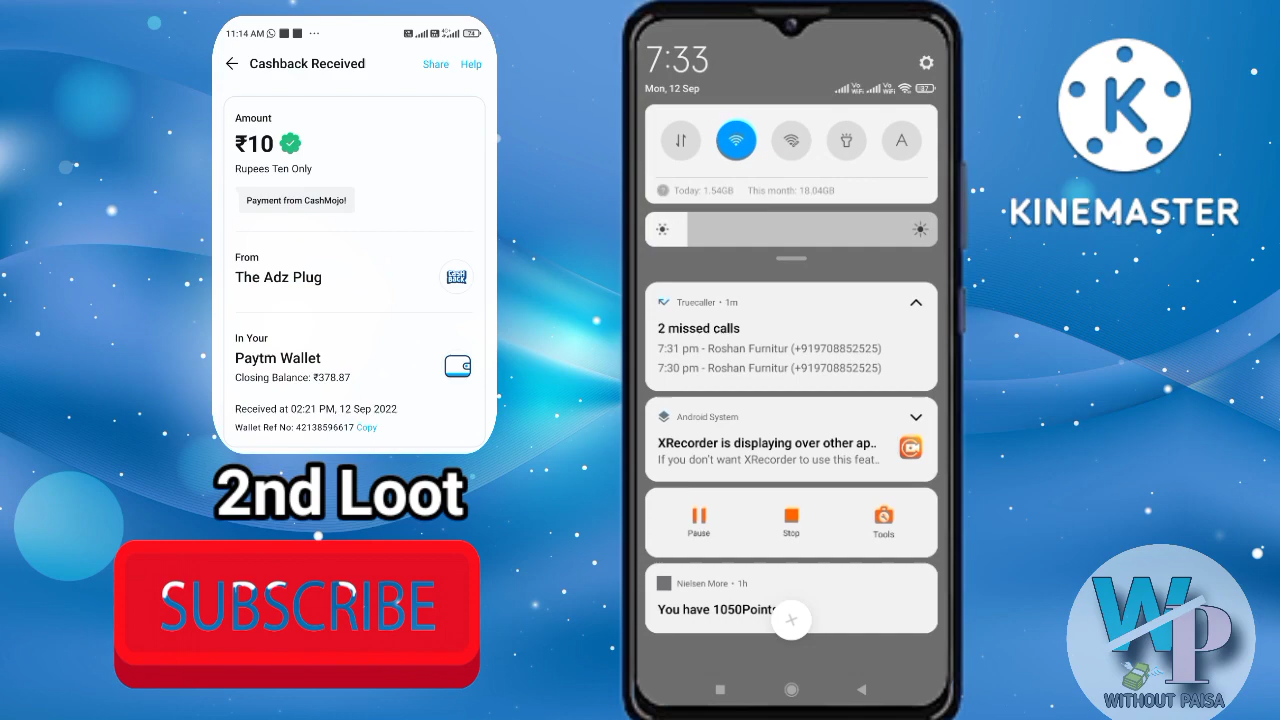 11:14 AM
Cashback Received
Share
Help
Amount
₹10
Rupees Ten Only
Payment from CashMojo!
From
The Adz Plug
CASH BACK
In Your
Paytm Wallet
Closing Balance: ₹378.87
Received at 02:21 PM, 12 Sep 2022
Wallet Ref No: 42138596617 Copy
2nd Loot
SUBSCRIBE
7:33
Mon, 12 Sep
A
Today: 1.54GB
This month: 18.04GB
Truecaller • 1m
2 missed calls
7:31 pm - Roshan Furnitur (+919708852525)
7:30 pm - Roshan Furnitur (+919708852525)
Android System
XRecorder is displaying over other ap..
If you don't want XRecorder to use this feat..
Pause
Stop
Tools
Nielsen More • 1h
You have 1050Points
K
KINEMASTER
WP
WITHOUT PAISA